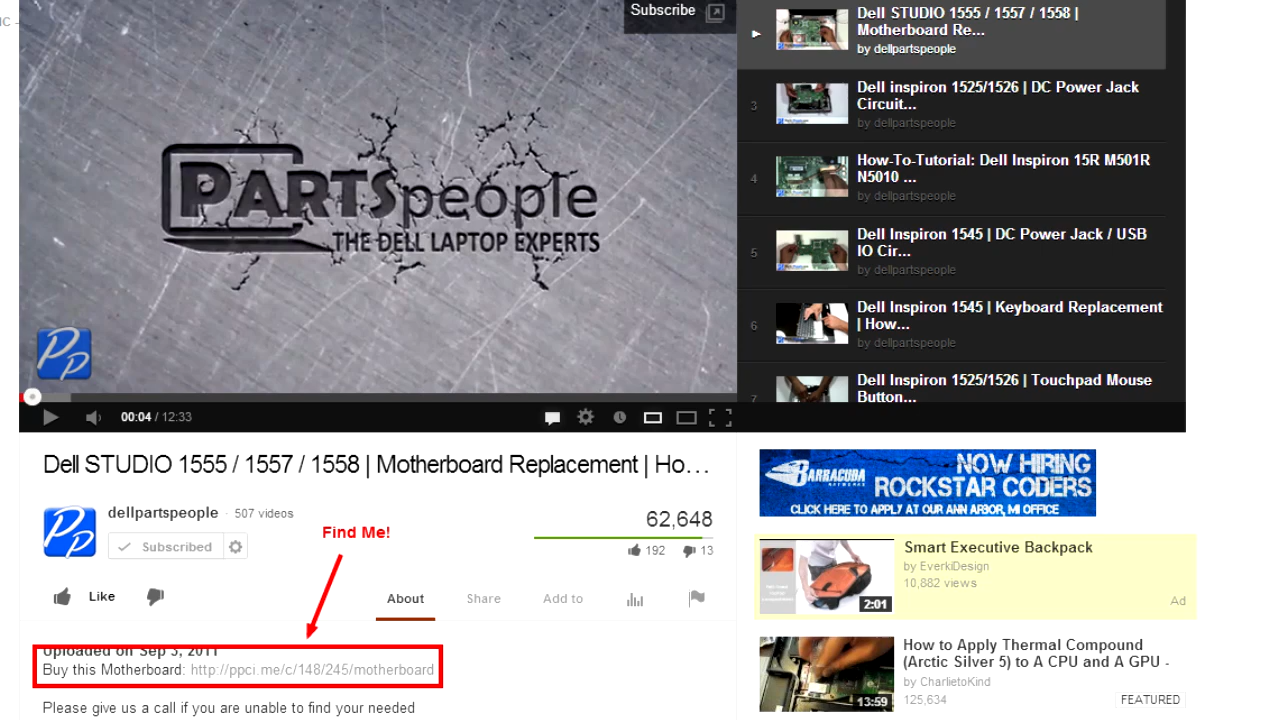 IC -
Subscribe
PARTSpeople
THE DELL LAPTOP EXPERTS
PP
00:04 / 12:33
Dell STUDIO 1555 / 1557 / 1558 |
Motherboard Re...
by dellpartspeople
3
Dell inspiron 1525/1526 | DC Power Jack
Circuit...
by dellpartspeople
4
How-To-Tutorial: Dell Inspiron 15R M501R
N5010 ...
by dellpartspeople
5
Dell Inspiron 1545 | DC Power Jack / USB
IO Cir...
by dellpartspeople
6
Dell Inspiron 1545 | Keyboard Replacement
| How...
by dellpartspeople
7
Dell Inspiron 1525/1526 | Touchpad Mouse
Button...
Dell STUDIO 1555 / 1557 / 1558 | Motherboard Replacement | Ho...
PP
dellpartspeople · 507 videos
Subscribed
Find Me!
62,648
192 13
Like
About Share Add to
Uploaded on Sep 3, 2011
Buy this Motherboard: http://ppci.me/c/148/245/motherboard
Please give us a call if you are unable to find your needed
BARRACUDA
NETWORKS
NOW HIRING
ROCKSTAR CODERS
CLICK HERE TO APPLY AT OUR ANN ARBOR, MI OFFICE
Smart Executive Backpack
by EverkiDesign
10,882 views
Ad
2:01
How to Apply Thermal Compound
(Arctic Silver 5) to A CPU and A GPU -
by CharlietoKind
125,634
FEATURED
13:59